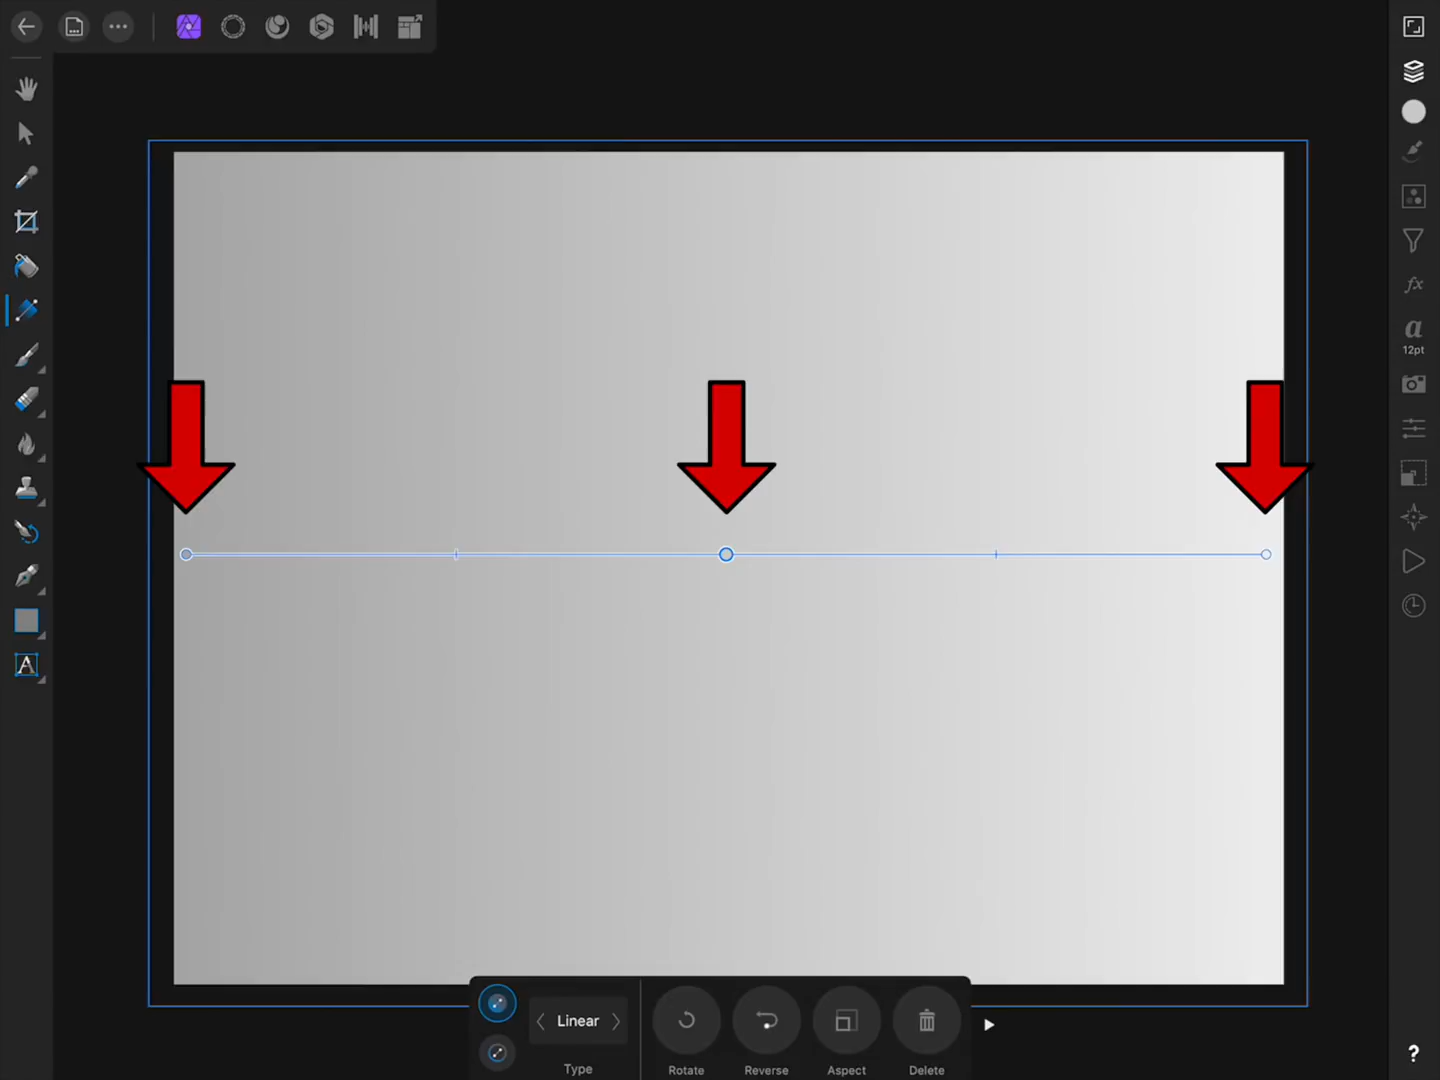 a
12pt
A
Linear
Type
Rotate
Reverse
Aspect
Delete
?